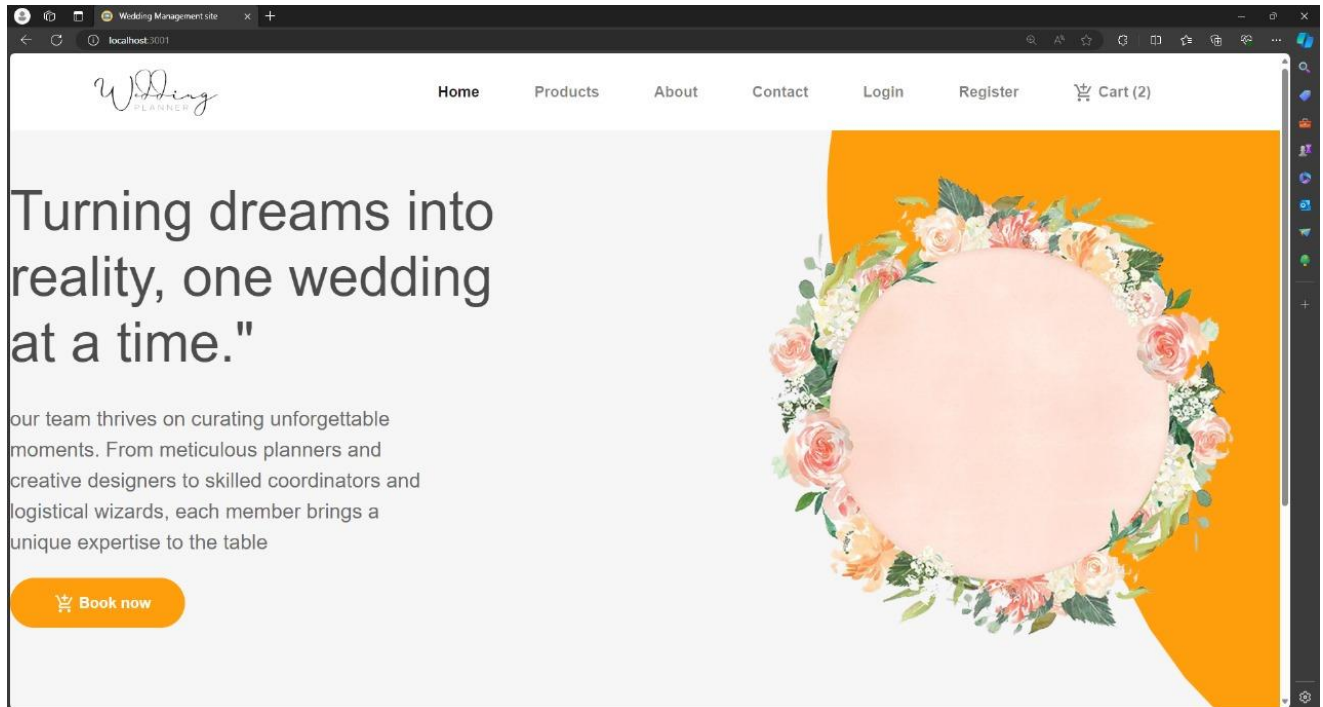 Wedding Management site
localhost:3001
Wedding
PLANNER
Home Products About Contact Login Register Cart (2)
Turning dreams into
reality, one wedding
at a time."
our team thrives on curating unforgettable
moments. From meticulous planners and
creative designers to skilled coordinators and
logistical wizards, each member brings a
unique expertise to the table
Book now